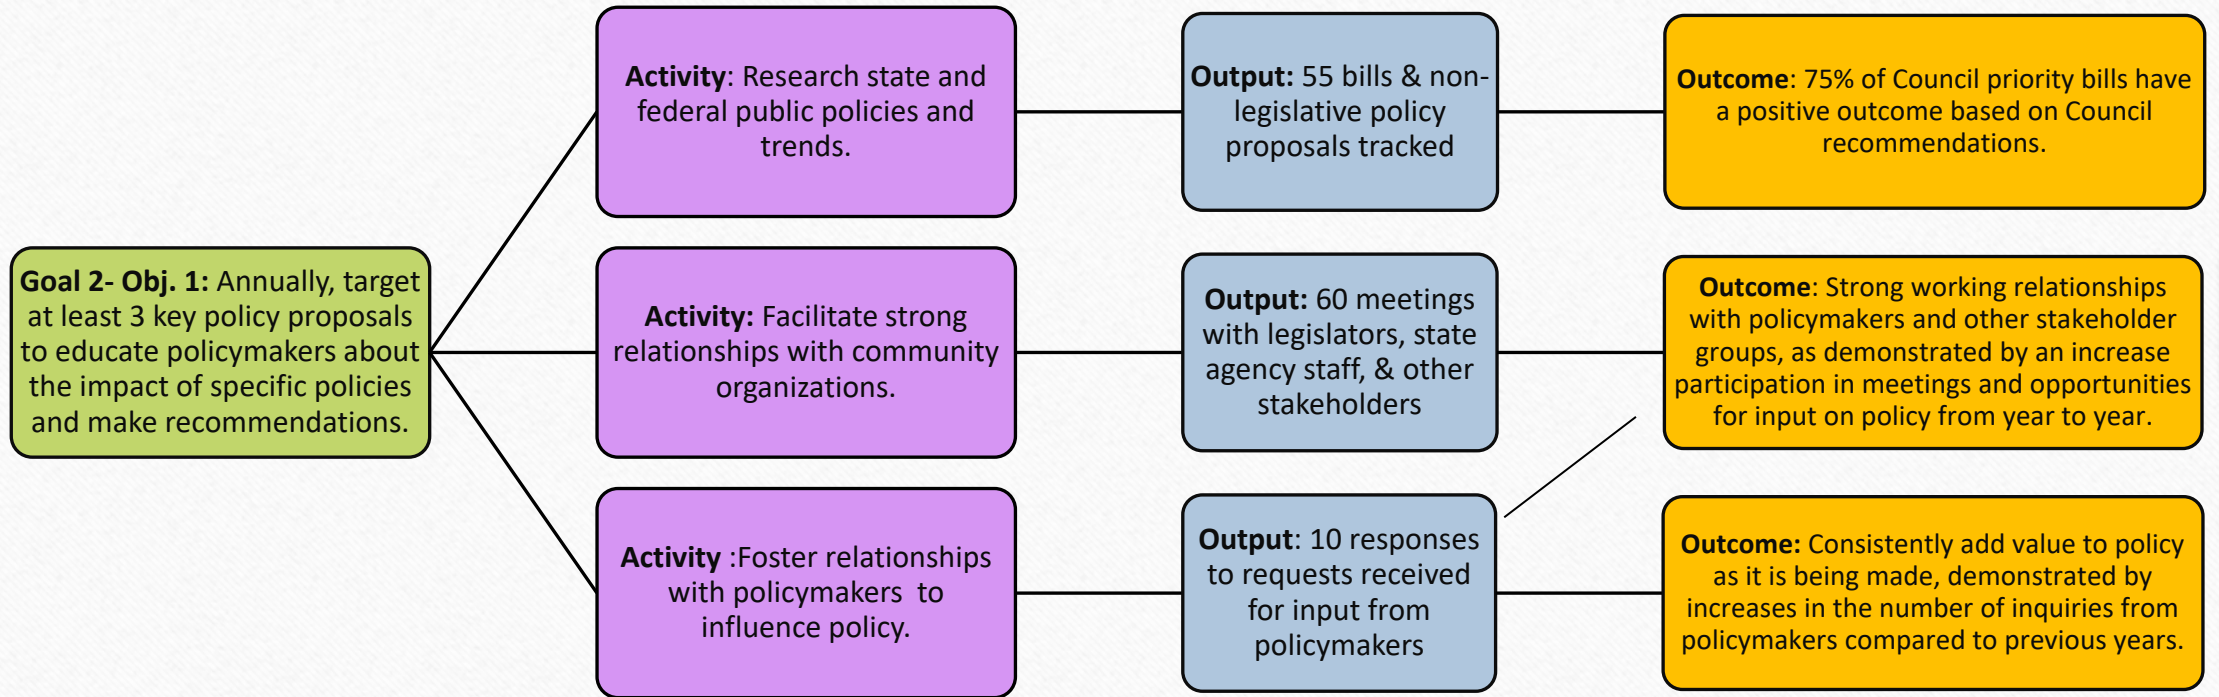 Goal 2- Obj. 1: Annually, target
at least 3 key policy proposals
to educate policymakers about
the impact of specific policies
and make recommendations.
Activity: Research state and
federal public policies and
trends.
Output: 55 bills & non-
legislative policy
proposals tracked
Outcome: 75% of Council priority bills have
a positive outcome based on Council
recommendations.
Activity: Facilitate strong
relationships with community
organizations.
Output: 60 meetings
with legislators, state
agency staff, & other
stakeholders
Outcome: Strong working relationships
with policymakers and other stakeholder
groups, as demonstrated by an increase
participation in meetings and opportunities
for input on policy from year to year.
Activity :Foster relationships
with policymakers  to
influence policy.
Output: 10 responses
to requests received
for input from
policymakers
Outcome: Consistently add value to policy
as it is being made, demonstrated by
increases in the number of inquiries from
policymakers compared to previous years.